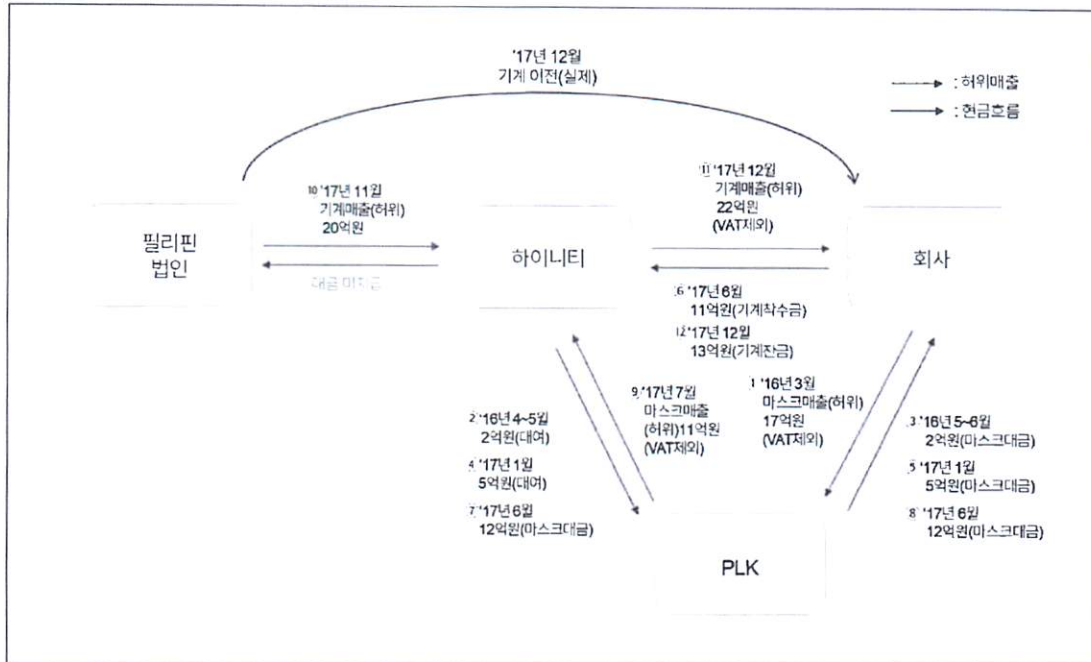 '17년 12월
기계 이전(실제)
: 허위매출
: 현금흐름
⑩ '17년 11월
기계매출(허위)
20억원
⑪ '17년 12월
기계매출(허위)
22억원
(VAT제외)
필리핀
법인
하이니티
회사
대금 미지급
⑥ '17년 6월
11억원(기계착수금)
⑫ '17년 12월
13억원(기계잔금)
② '16년 4~5월
2억원(대여)
④ '17년 1월
5억원(대여)
⑦ '17년 6월
12억원(마스크대금)
⑨ '17년 7월
마스크매출
(허위)11억원
(VAT제외)
① '16년 3월
마스크매출(허위)
17억원
(VAT제외)
③ '16년 5~6월
2억원(마스크대금)
⑤ '17년 1월
5억원(마스크대금)
⑧ '17년 6월
12억원(마스크대금)
PLK